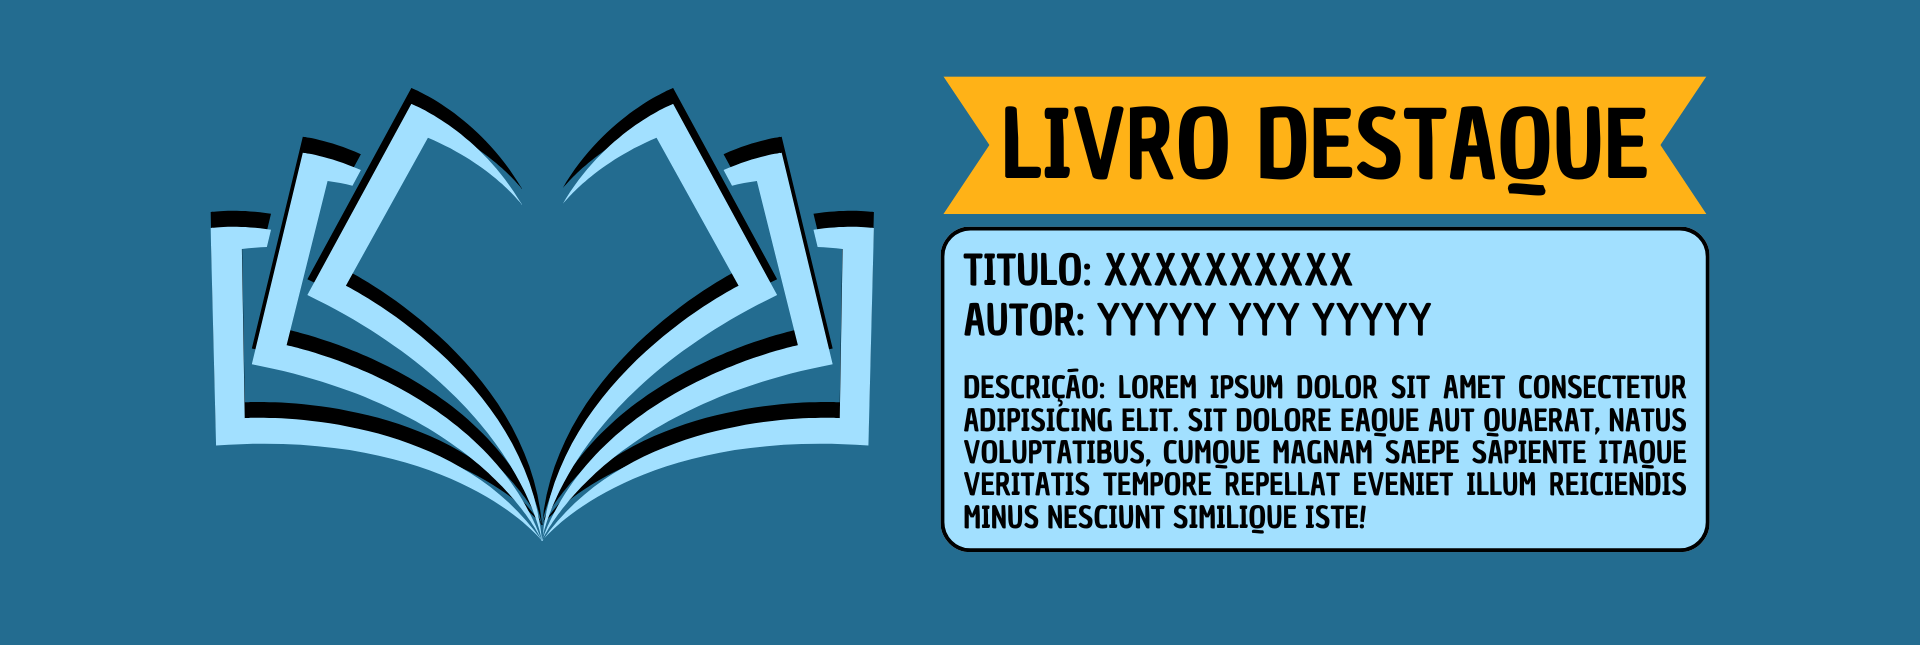 LIVRO DESTAQUE
TITULO: XXXXXXXXXX
AUTOR: YYYYY YYY YYYYY
DESCRIÇÃO: LOREM IPSUM DOLOR SIT AMET CONSECTETUR
ADIPISICING ELIT. SIT DOLORE EAQUE AUT QUAERAT, NATUS
VOLUPTATIBUS, CUMQUE MAGNAM SAEPE SAPIENTE ITAQUE
VERITATIS TEMPORE REPELLAT EVENIET ILLUM REICIENDIS
MINUS NESCIUNT SIMILIQUE ISTE!